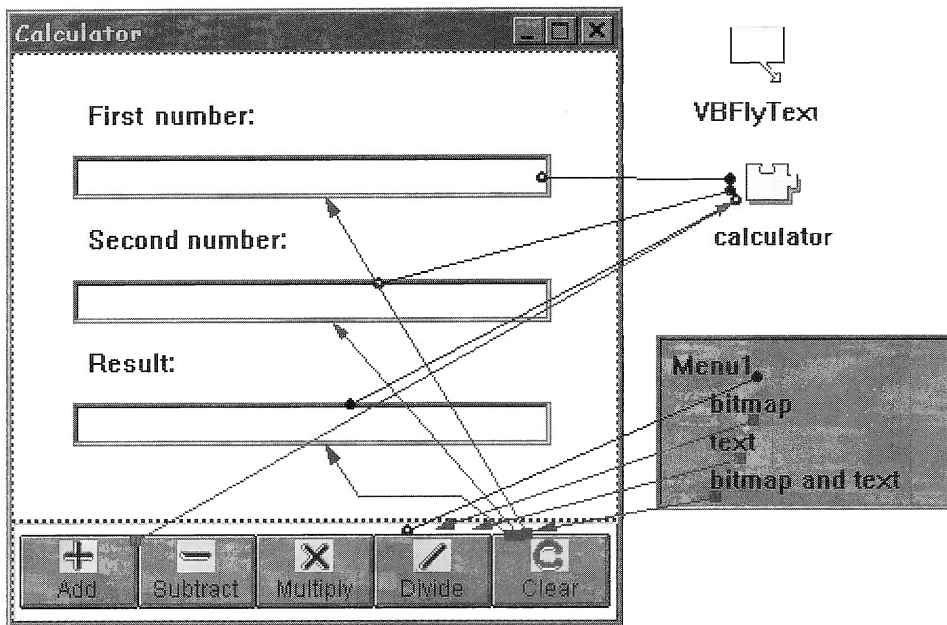 Calculator
First number:
Second number:
Result:
Add Subtract Multiply Divide Clear
VBFlyText
calculator
Menu1
bitmap
text
bitmap and text